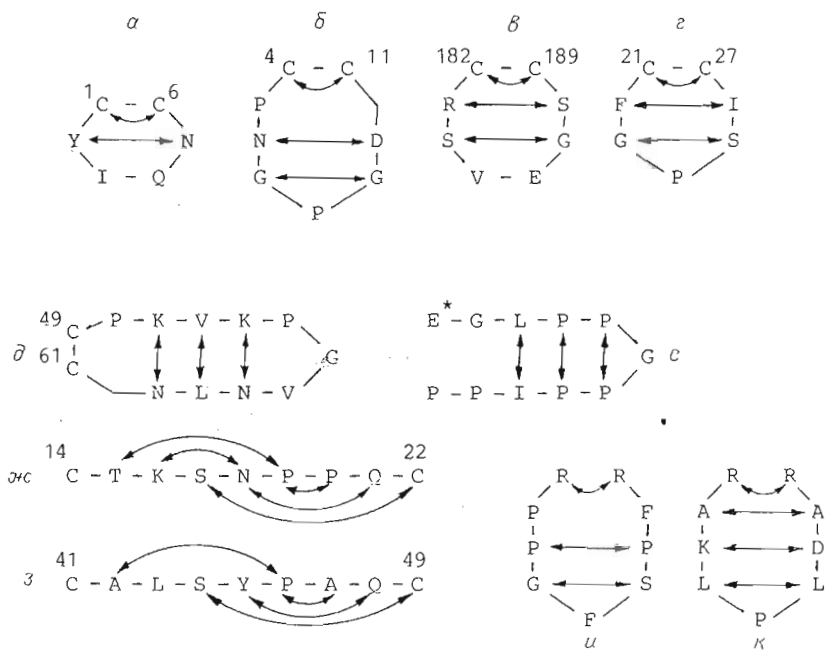 а б в г
4 11 182 189 21 27
C - C C - C C - C
1 6
C - C P R S F I
Y N N D S G G S
I - Q G G V - E P
P
49 C P - K - V - K - P E* - G - L - P - P
д G G е
61 C N - L - N - V P - P - I - P - P
14 22
ж C - T - K - S - N - P - P - Q - C R R R R
P F A A
41 49 P P K D
з C - A - L - S - Y - P - A - Q - C G S L L
F P
и к